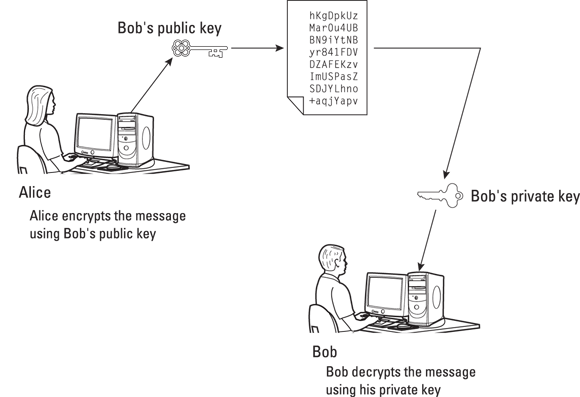 Bob's public key
hKgDpkUz
MarOu4UB
BN9iYtNB
yr841FDV
DZAFEKzv
ImUSPasZ
SDJYLhno
+aqjYapv
Alice
Alice encrypts the message
using Bob's public key
Bob's private key
Bob
Bob decrypts the message
using his private key